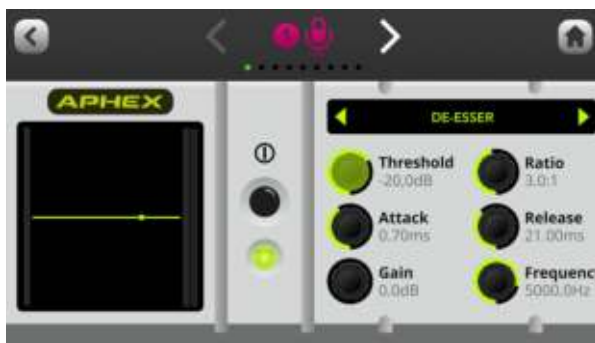 1
APHEX
DE-ESSER
Threshold
-20.0dB
Ratio
3.0:1
Attack
0.70ms
Release
21.00ms
Gain
0.0dB
Frequenc
5000.0Hz